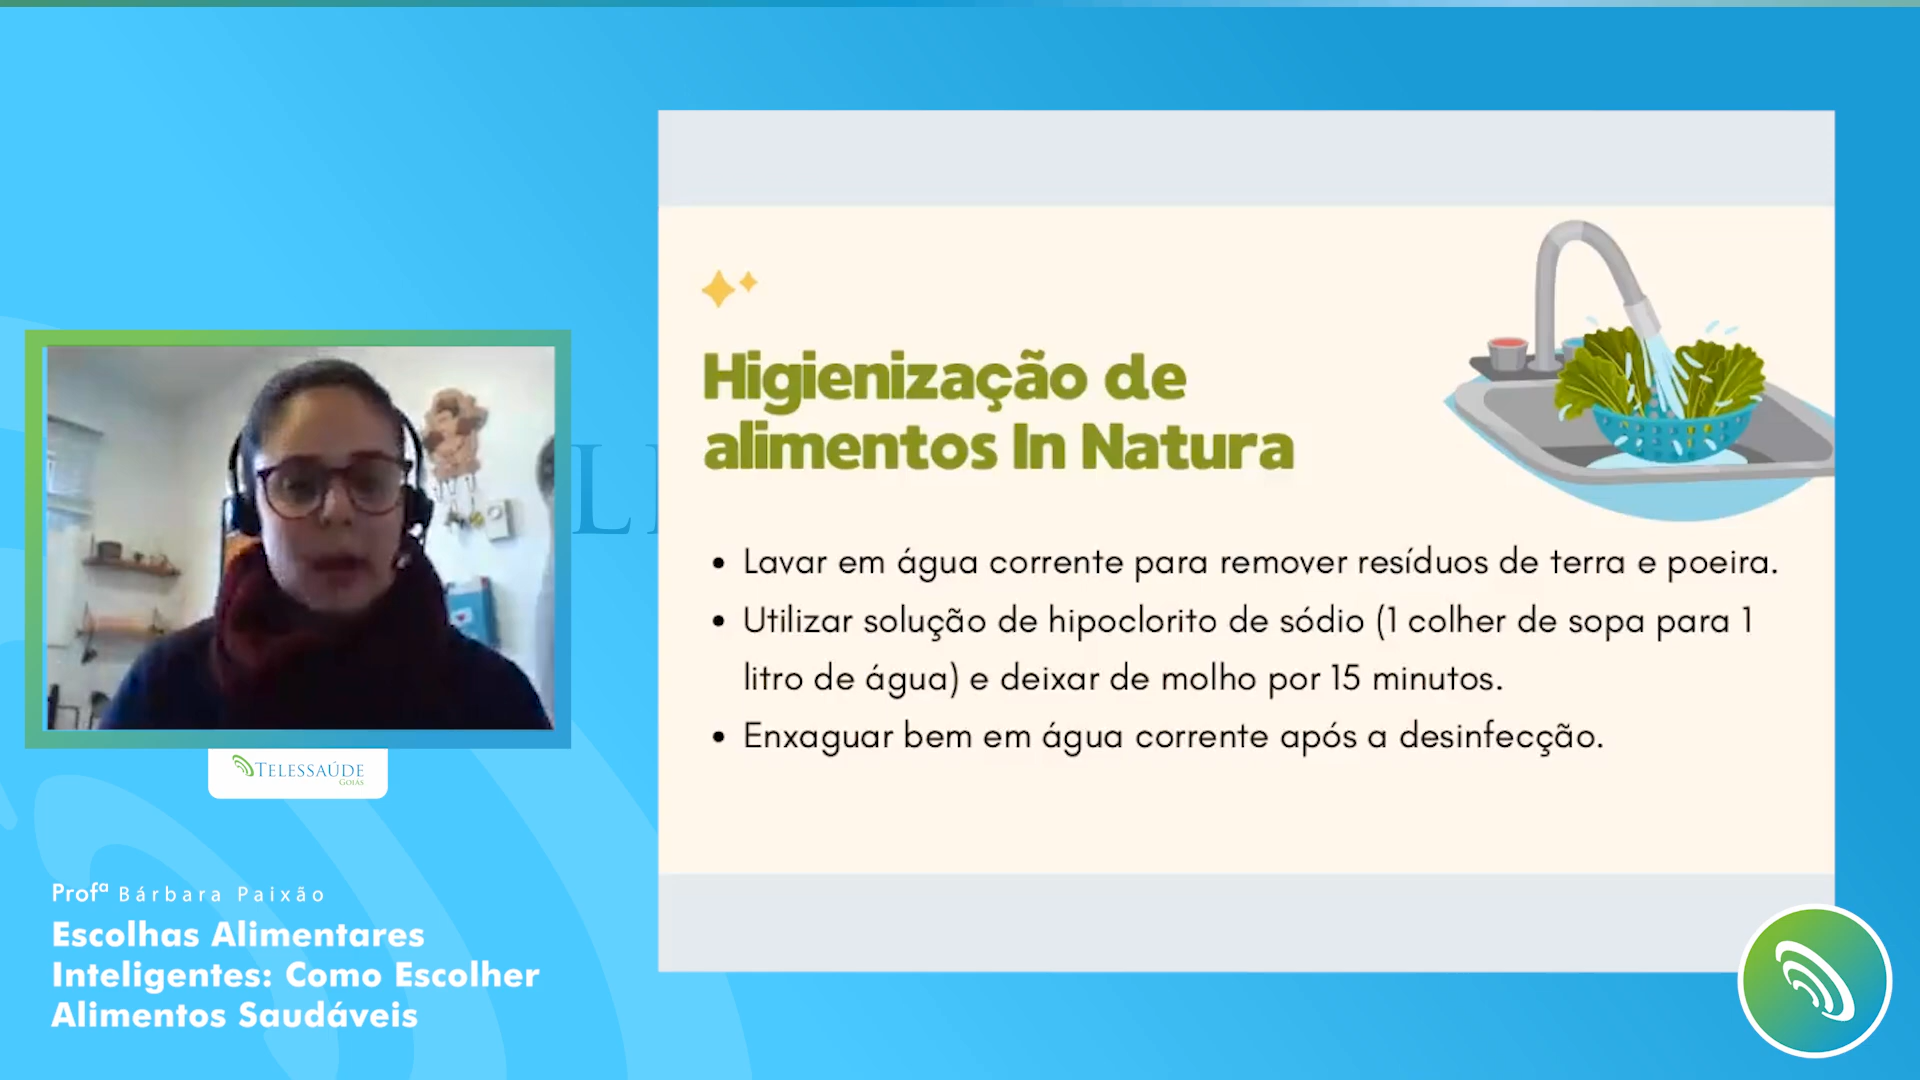 Higienização de
alimentos In Natura
• Lavar em água corrente para remover resíduos de terra e poeira.
• Utilizar solução de hipoclorito de sódio (1 colher de sopa para 1
litro de água) e deixar de molho por 15 minutos.
• Enxaguar bem em água corrente após a desinfecção.
TELESSAÚDE
GOIÁS
Profª Bárbara Paixão
Escolhas Alimentares
Inteligentes: Como Escolher
Alimentos Saudáveis